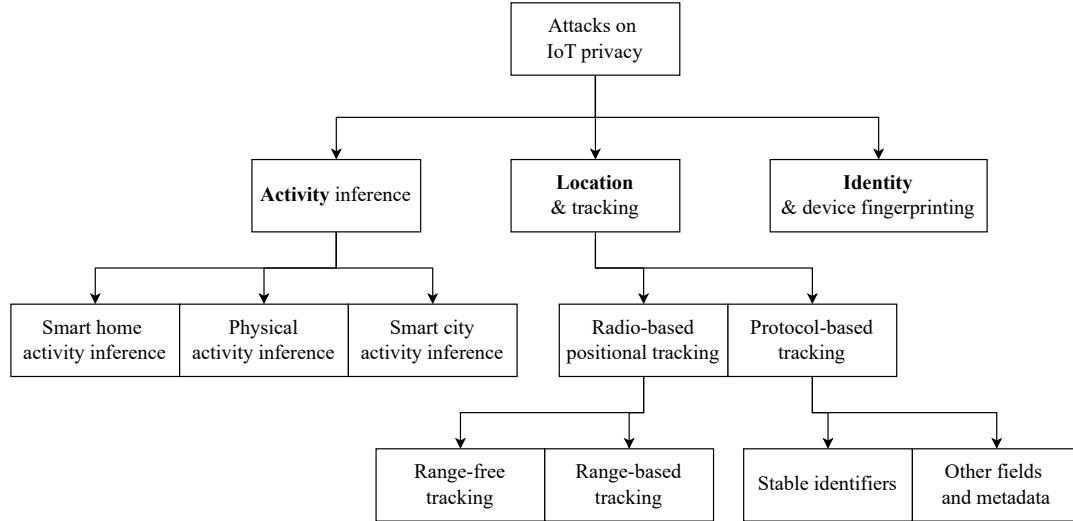 Attacks on
IoT privacy
Activity inference
Location
& tracking
Identity
& device fingerprinting
Smart home
activity inference
Physical
activity inference
Smart city
activity inference
Radio-based
positional tracking
Protocol-based
tracking
Range-free
tracking
Range-based
tracking
Stable identifiers
Other fields
and metadata